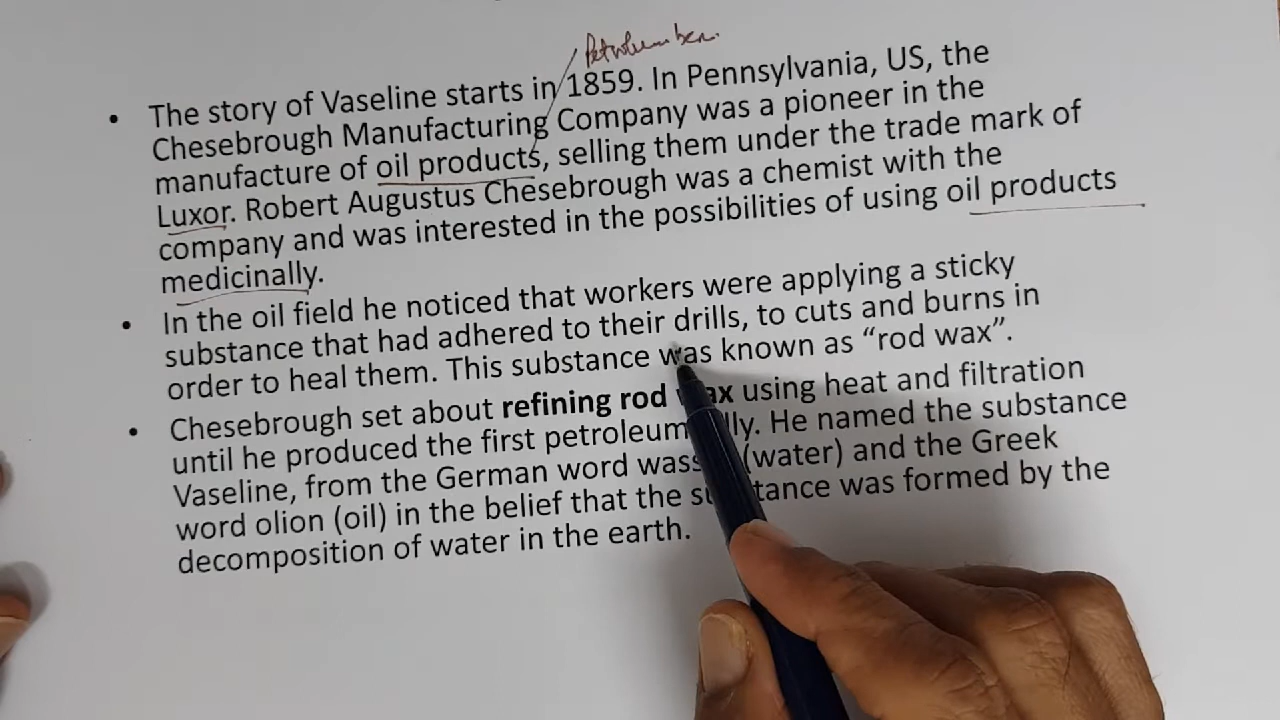 The story of Vaseline starts in 1859. In Pennsylvania, US, the
Chesebrough Manufacturing Company was a pioneer in the
manufacture of oil products, selling them under the trade mark of
Luxor. Robert Augustus Chesebrough was a chemist with the
company and was interested in the possibilities of using oil products
medicinally.
In the oil field he noticed that workers were applying a sticky
substance that had adhered to their drills, to cuts and burns in
order to heal them. This substance was known as “rod wax”.
Chesebrough set about refining rod wax using heat and filtration
until he produced the first petroleum jelly. He named the substance
Vaseline, from the German word wasser (water) and the Greek
word olion (oil) in the belief that the substance was formed by the
decomposition of water in the earth.